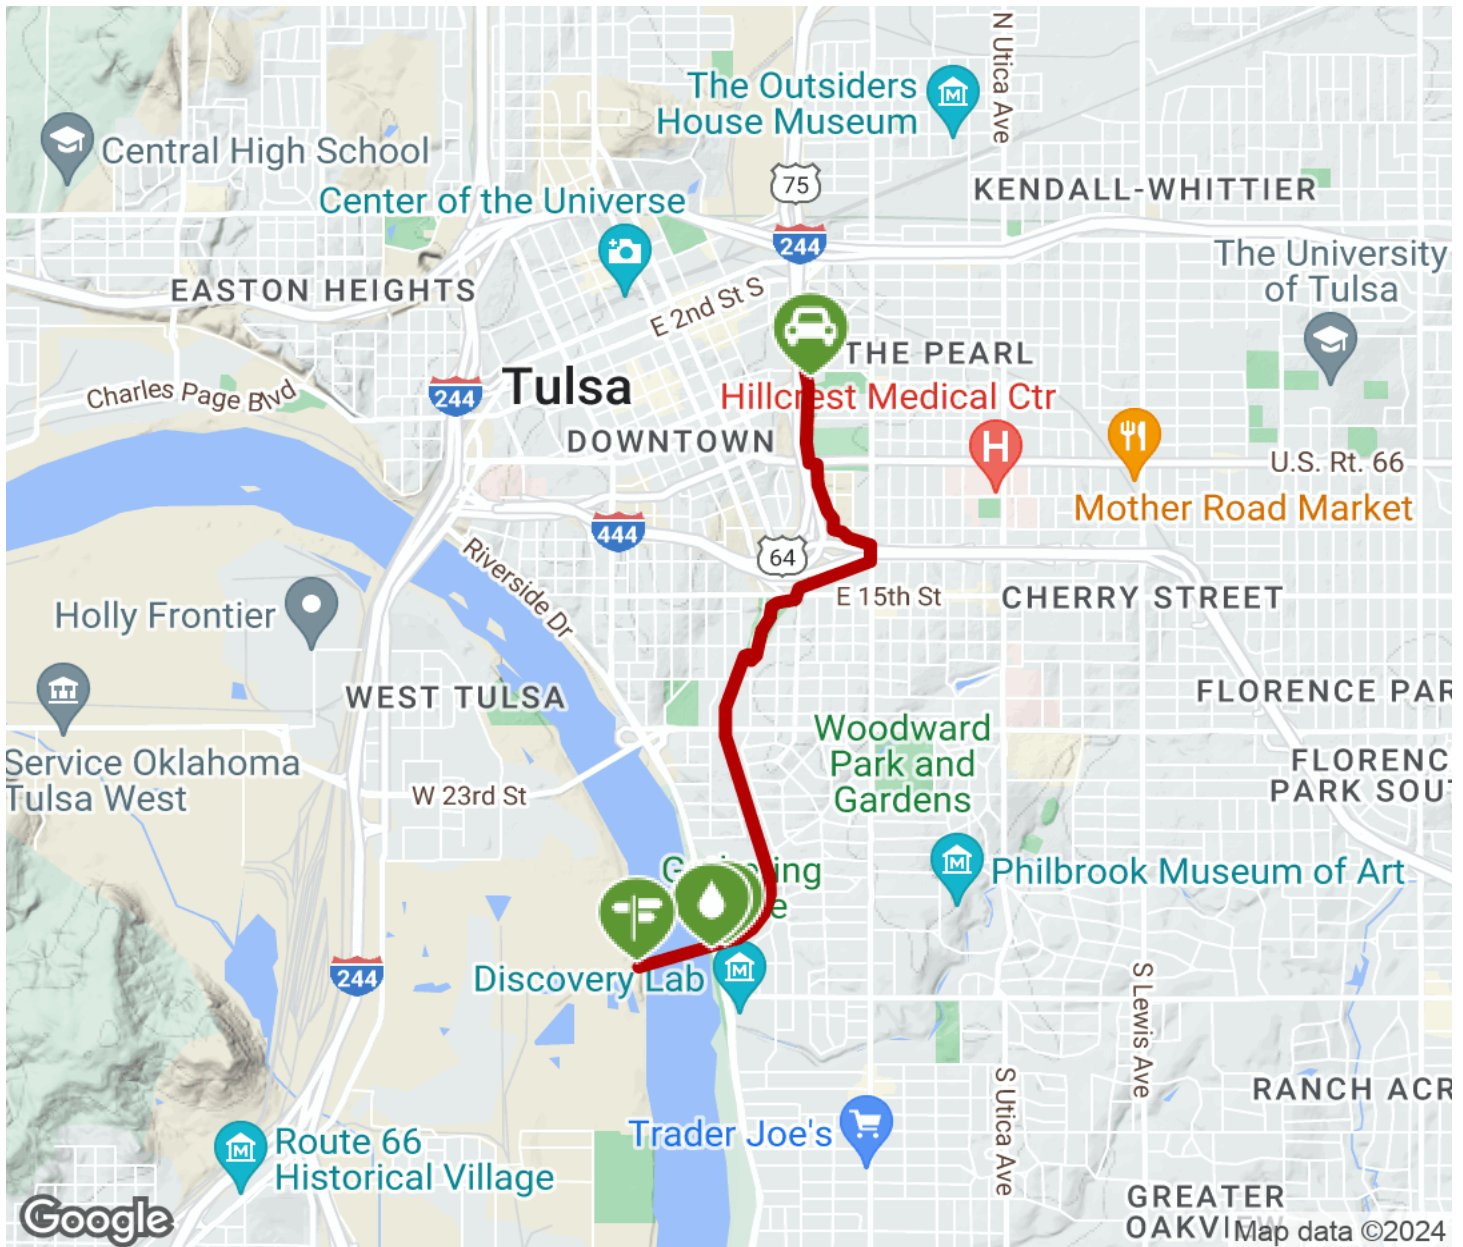 N Utica Ave
The Outsiders
House Museum
Central High School
75
KENDALL-WHITTIER
Center of the Universe
244
The University
of Tulsa
EASTON HEIGHTS
E 2nd St S
THE PEARL
Charles Page Blvd
244
Tulsa
Hillcrest Medical Ctr
DOWNTOWN
H
U.S. Rt. 66
Mother Road Market
444
64
Riverside Dr
E 15th St
CHERRY STREET
Holly Frontier
WEST TULSA
FLORENCE PAR
Woodward
Park and
Gardens
Service Oklahoma
Tulsa West
FLORENC
PARK SOU
W 23rd St
M
Philbrook Museum of Art
244
Discovery Lab
M
S Lewis Ave
S Utica Ave
RANCH ACR
Trader Joe's
Route 66
Historical Village
GREATER
Google
Map data ©2024